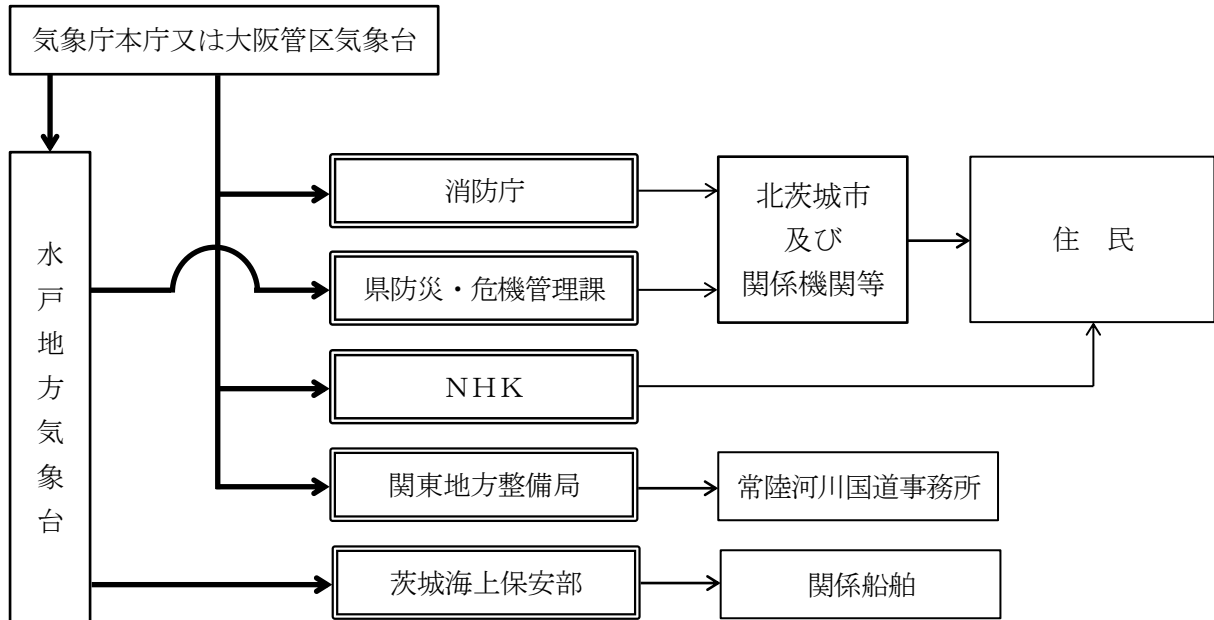 気象庁本庁又は大阪管区気象台
水戸地方気象台
消防庁
県防災・危機管理課
NHK
関東地方整備局
茨城海上保安部
北茨城市
及び
関係機関等
住　民
常陸河川国道事務所
関係船舶